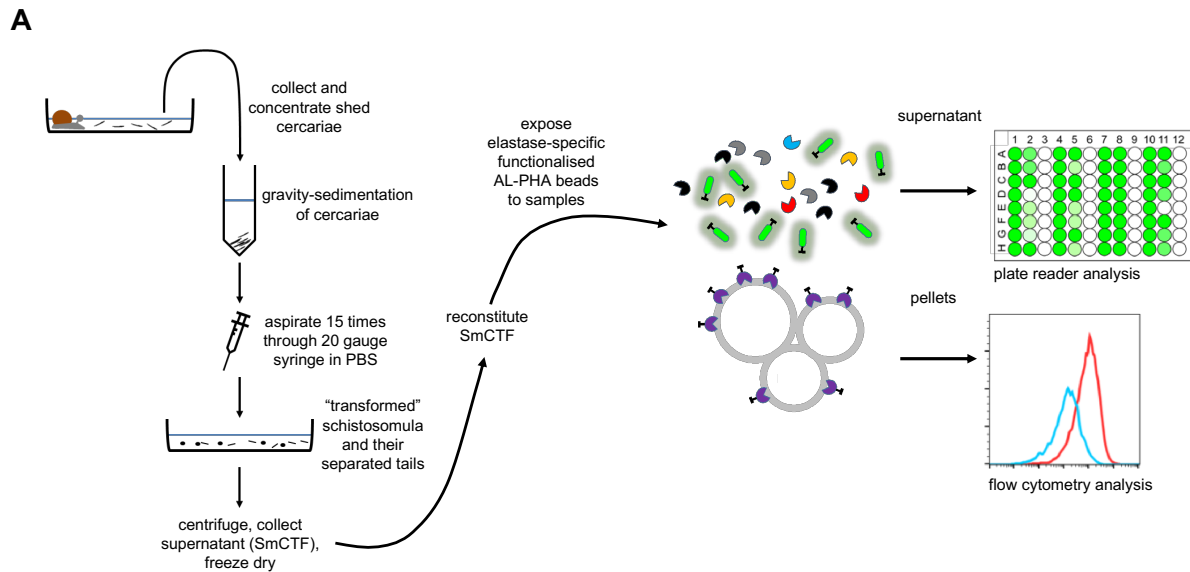 A
collect and
concentrate shed
cercariae
gravity-sedimentation
of cercariae
aspirate 15 times
through 20 gauge
syringe in PBS
“transformed”
schistosomula
and their
separated tails
centrifuge, collect
supernatant (SmCTF),
freeze dry
reconstitute
SmCTF
expose
elastase-specific
functionalised
AL-PHA beads
to samples
supernatant
1 2 3 4 5 6 7 8 9 10 11 12
A
B
C
D
E
F
G
H
plate reader analysis
pellets
flow cytometry analysis